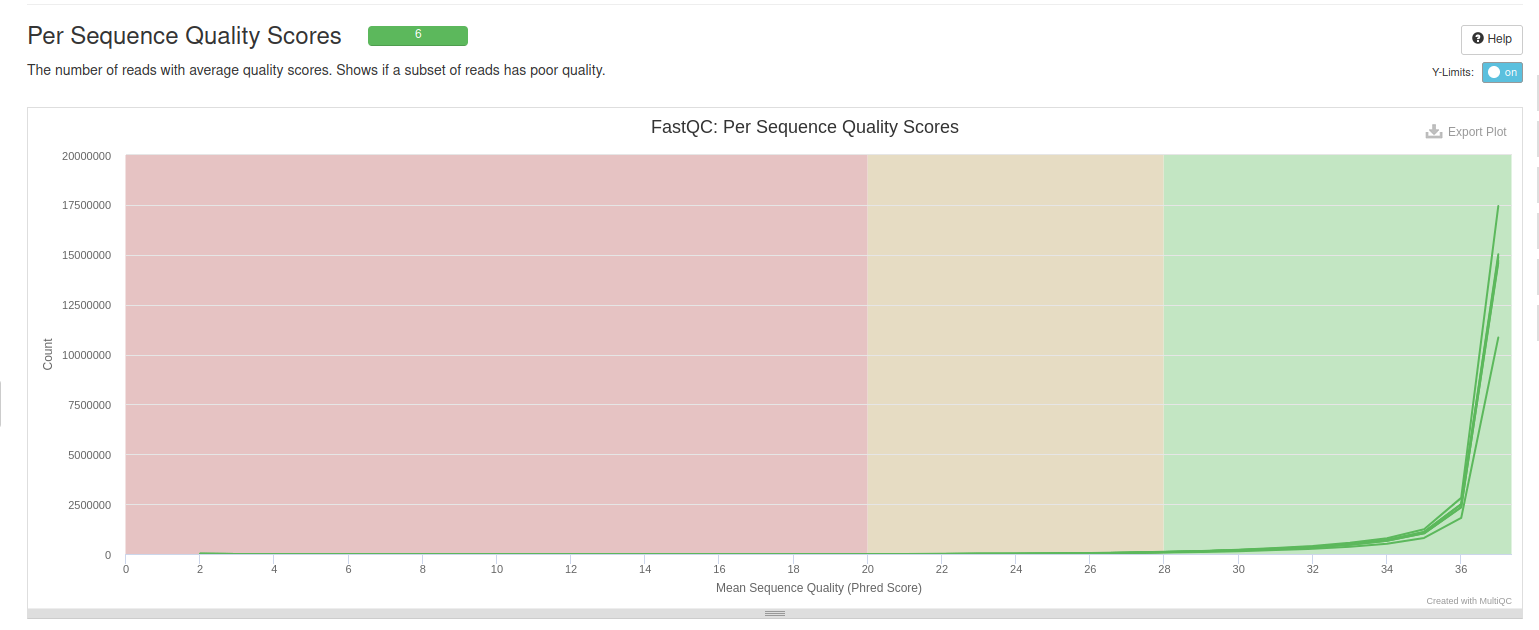 Per Sequence Quality Scores 6
Help
The number of reads with average quality scores. Shows if a subset of reads has poor quality.
Y-Limits: on
FastQC: Per Sequence Quality Scores
Export Plot
20000000
17500000
15000000
12500000
10000000
7500000
5000000
2500000
0
Count
0 2 4 6 8 10 12 14 16 18 20 22 24 26 28 30 32 34 36
Mean Sequence Quality (Phred Score)
Created with MultiQC